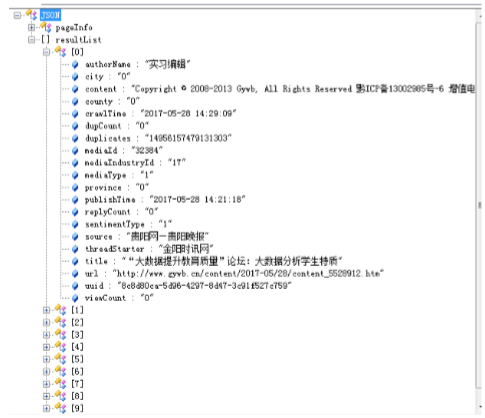 JSON
pageInfo
[] resultList
[0]
authorName : "实习编辑"
city : "0"
content : "Copyright © 2008-2013 Gywb, All Rights Reserved 黔ICP备13002985号-6 增值电
county : "0"
crawlTime : "2017-05-28 14:29:09"
dupCount : "0"
duplicates : "14956157479131303"
mediaId : "32384"
mediaIndustryId : "17"
mediaType : "1"
province : "0"
publishTime : "2017-05-28 14:21:18"
replyCount : "0"
sentimentType : "1"
source : "贵阳网—贵阳晚报"
threadStarter : "金阳时讯网"
title : "“大数据提升教育质量”论坛：大数据分析学生特质"
url : "http://www.gywb.cn/content/2017-05/28/content_5528912.htm"
uuid : "8c8d80ca-5d96-4297-8d47-3c91f527c759"
viewCount : "0"
[1]
[2]
[3]
[4]
[5]
[6]
[7]
[8]
[9]